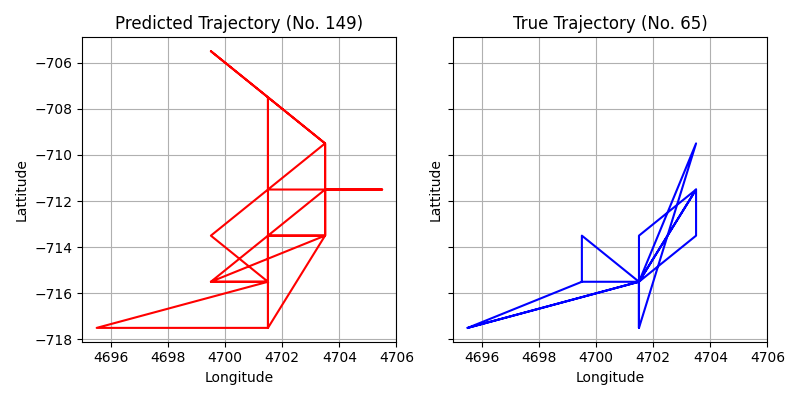 Predicted Trajectory (No. 149)
True Trajectory (No. 65)
−706
−708
−710
−712
−714
−716
−718
Lattitude
Lattitude
4696 4698 4700 4702 4704 4706
4696 4698 4700 4702 4704 4706
Longitude
Longitude